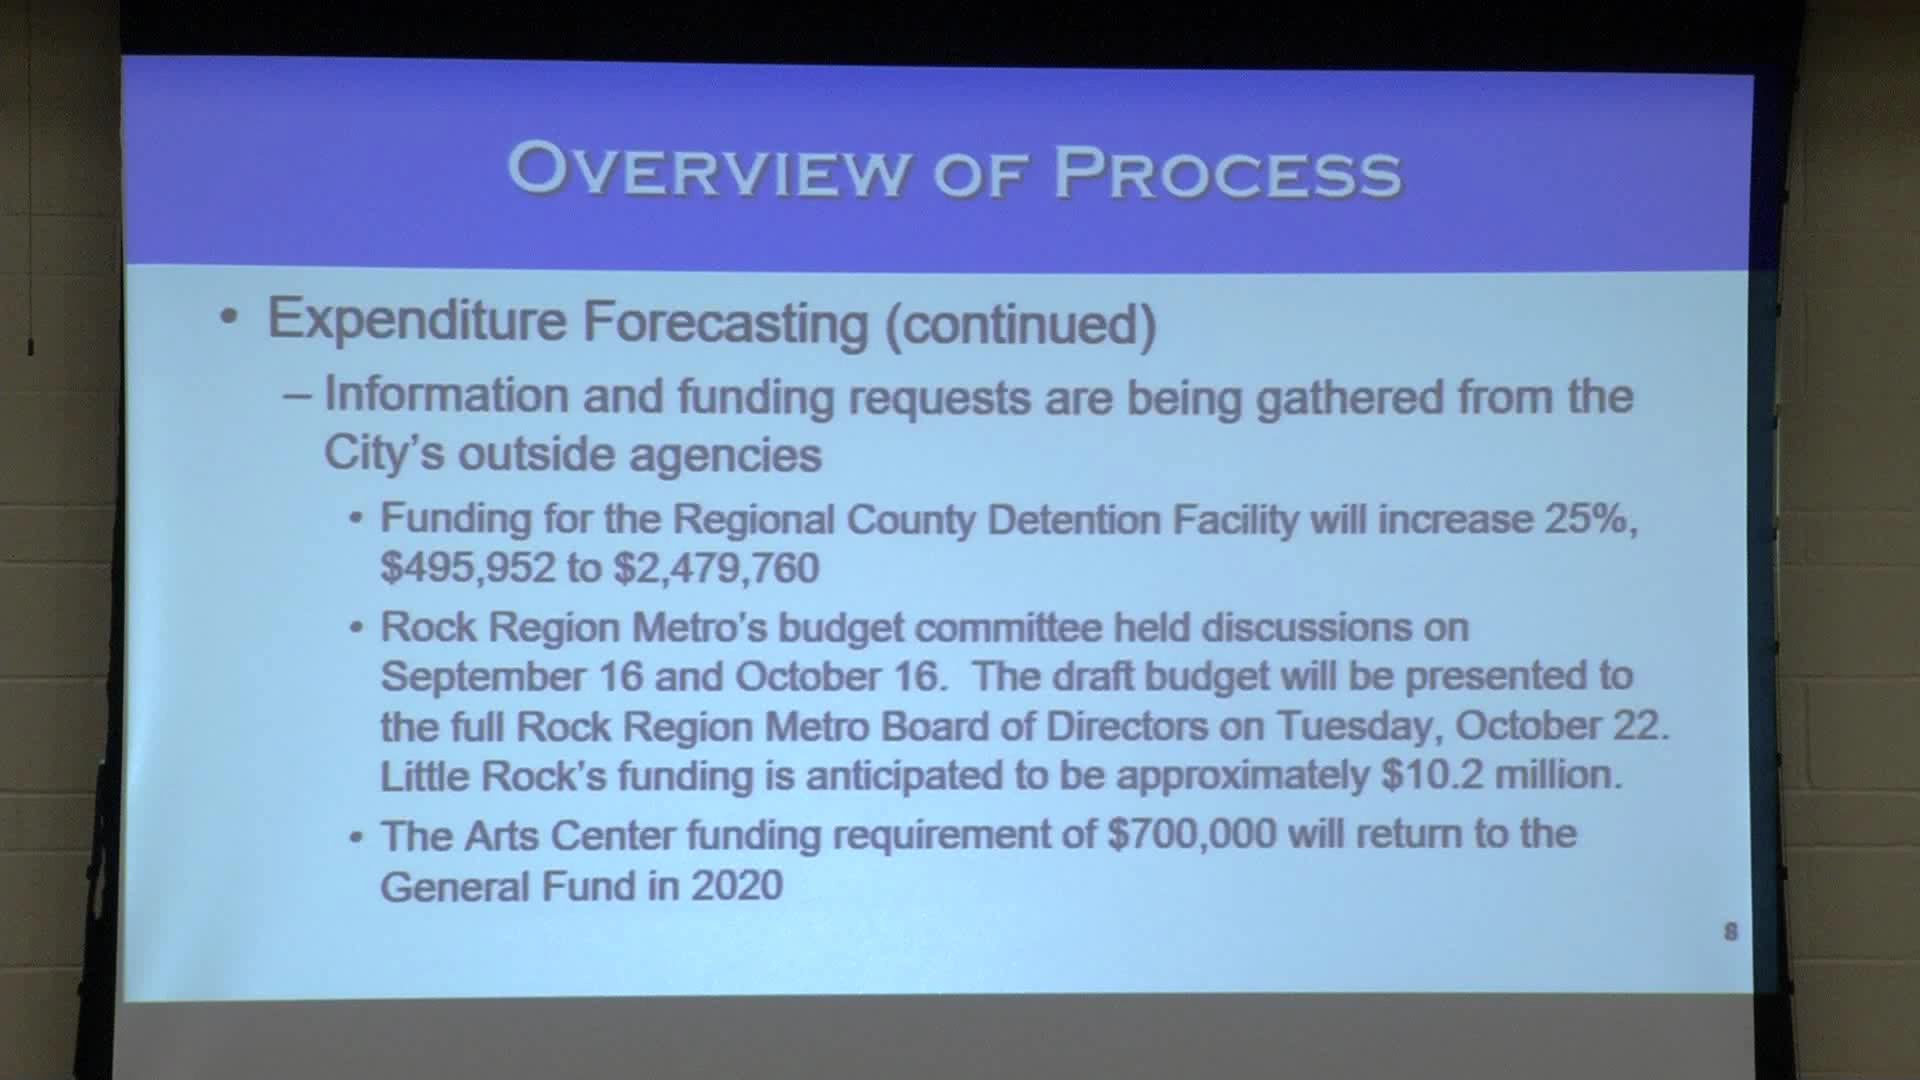 OVERVIEW OF PROCESS
• Expenditure Forecasting (continued)
– Information and funding requests are being gathered from the
City's outside agencies
• Funding for the Regional County Detention Facility will increase 25%,
$495,952 to $2,479,760
• Rock Region Metro's budget committee held discussions on
September 16 and October 16. The draft budget will be presented to
the full Rock Region Metro Board of Directors on Tuesday, October 22.
Little Rock's funding is anticipated to be approximately $10.2 million.
• The Arts Center funding requirement of $700,000 will return to the
General Fund in 2020
8